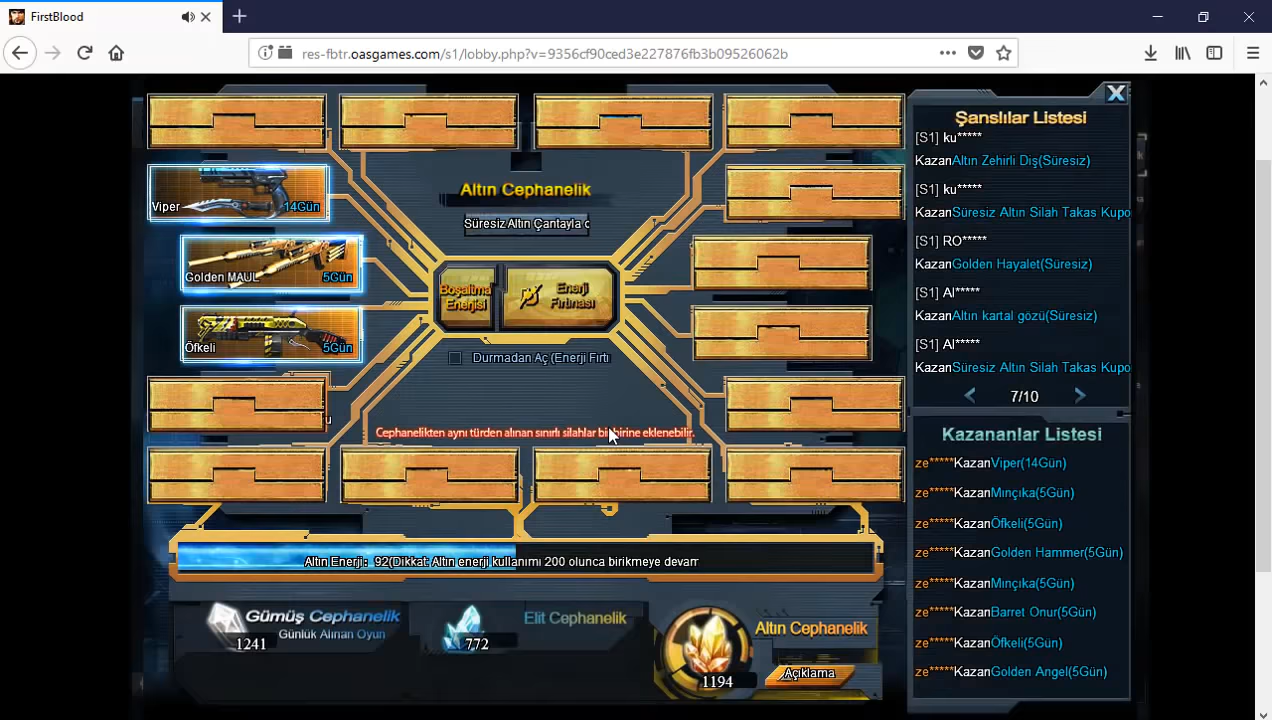 FirstBlood
res-fbtr.oasgames.com/s1/lobby.php?v=9356cf90ced3e227876fb3b09526062b
Şanslılar Listesi
[S1] ku*****
KazanAltın Zehirli Diş(Süresiz)
[S1] ku*****
KazanSüresiz Altın Silah Takas Kupo
[S1] RO*****
KazanGolden Hayalet(Süresiz)
[S1] Al*****
KazanAltın kartal gözü(Süresiz)
[S1] Al*****
KazanSüresiz Altın Silah Takas Kupo
7/10
Altın Cephanelik
Süresiz Altın Çantayla
Viper 14Gün
Golden MAUL 5Gün
Öfkeli 5Gün
Boşaltma Enerjisi
Enerji Fırtınası
Durmadan Aç (Enerji Fırtı
Cephanelikten aynı türden alınan sınırlı silahlar birbirine eklenebilir.
Kazananlar Listesi
ze*****KazanViper(14Gün)
ze*****KazanMınçıka(5Gün)
ze*****KazanÖfkeli(5Gün)
ze*****KazanGolden Hammer(5Gün)
ze*****KazanMınçıka(5Gün)
ze*****KazanBarret Onur(5Gün)
ze*****KazanÖfkeli(5Gün)
ze*****KazanGolden Angel(5Gün)
Altın Enerji: 92(Dikkat: Altın enerji kullanımı 200 olunca birikmeye devam
Gümüş Cephanelik
Günlük Alınan Oyun
1241
Elit Cephanelik
772
Altın Cephanelik
1194
Açıklama